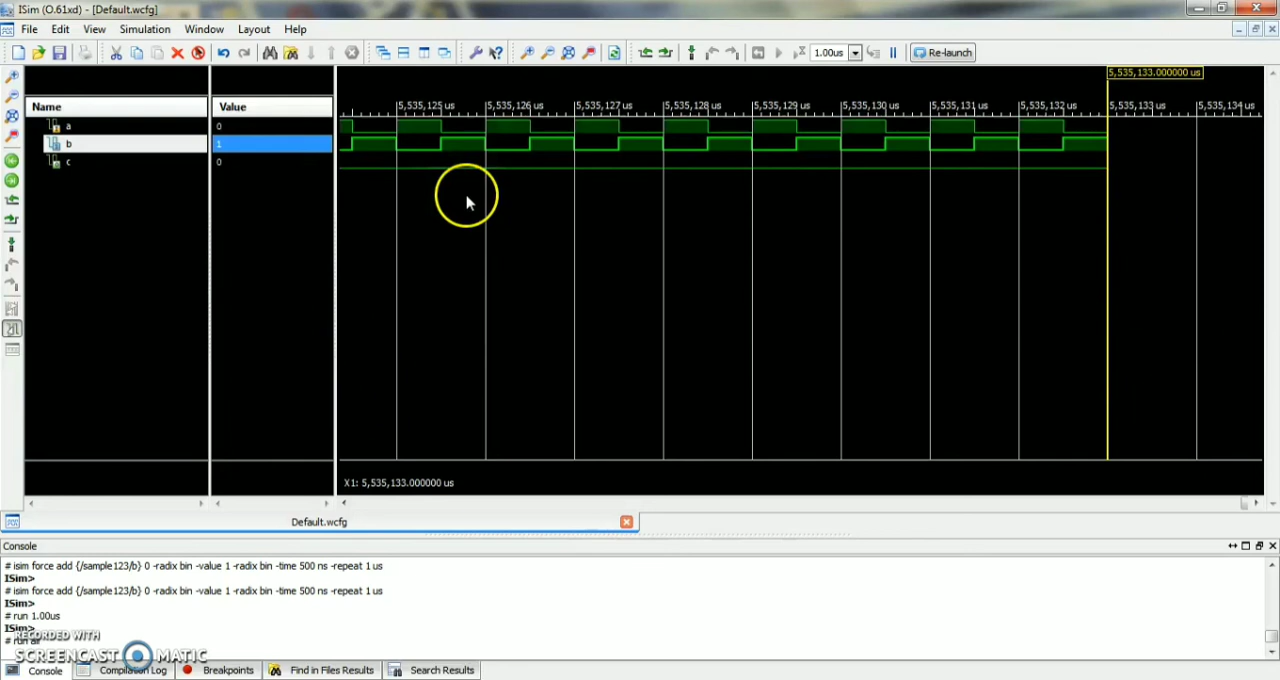 ISim (O.61xd) - [Default.wcfg]
File Edit View Simulation Window Layout Help
1.00us Re-launch
5,535,133.000000 us
Name Value
5,535,125 us 5,535,126 us 5,535,127 us 5,535,128 us 5,535,129 us 5,535,130 us 5,535,131 us 5,535,132 us 5,535,133 us 5,535,134 us
a 0
b 1
c 0
X1: 5,535,133.000000 us
Default.wcfg
Console
# isim force add {/sample123/b} 0 -radix bin -value 1 -radix bin -time 500 ns -repeat 1 us
ISim>
# isim force add {/sample123/b} 0 -radix bin -value 1 -radix bin -time 500 ns -repeat 1 us
ISim>
# run 1.00us
ISim>
RECORDED WITH
# run all
SCREENCAST MATIC
Console Compilation Log Breakpoints Find in Files Results Search Results